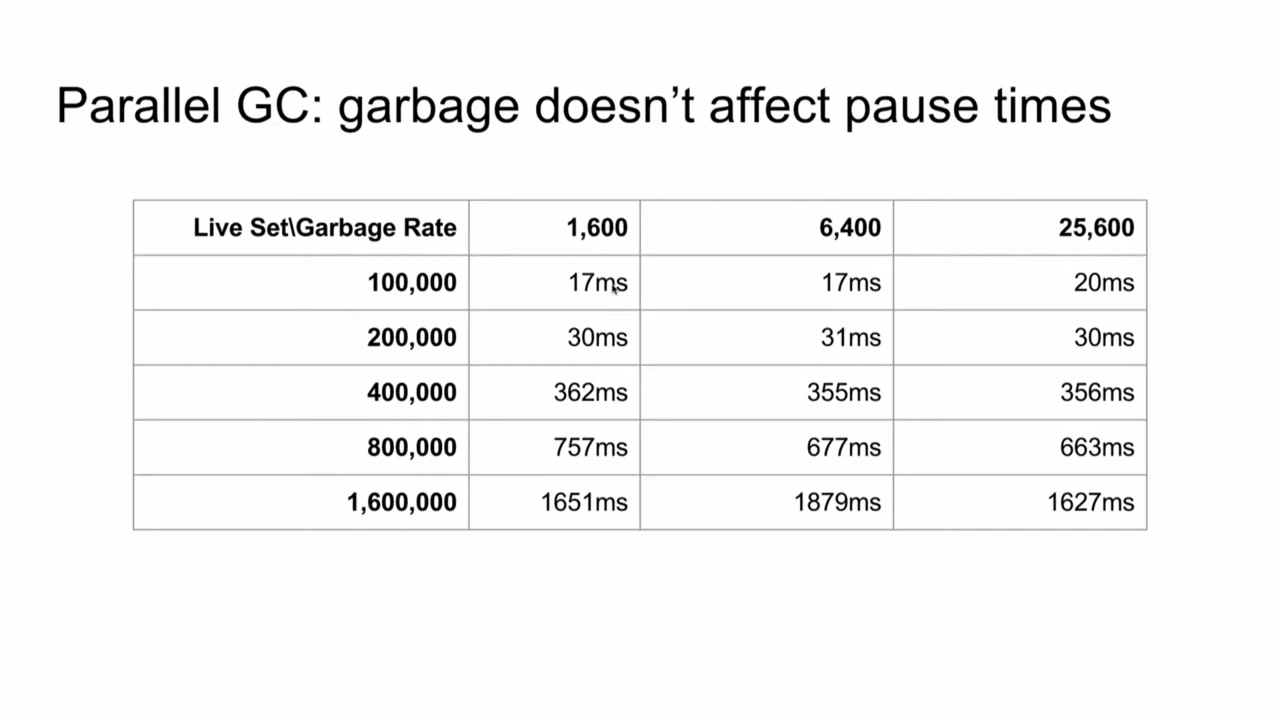 Parallel GC: garbage doesn’t affect pause times
Live Set\Garbage Rate 1,600 6,400 25,600
100,000 17ms 17ms 20ms
200,000 30ms 31ms 30ms
400,000 362ms 355ms 356ms
800,000 757ms 677ms 663ms
1,600,000 1651ms 1879ms 1627ms